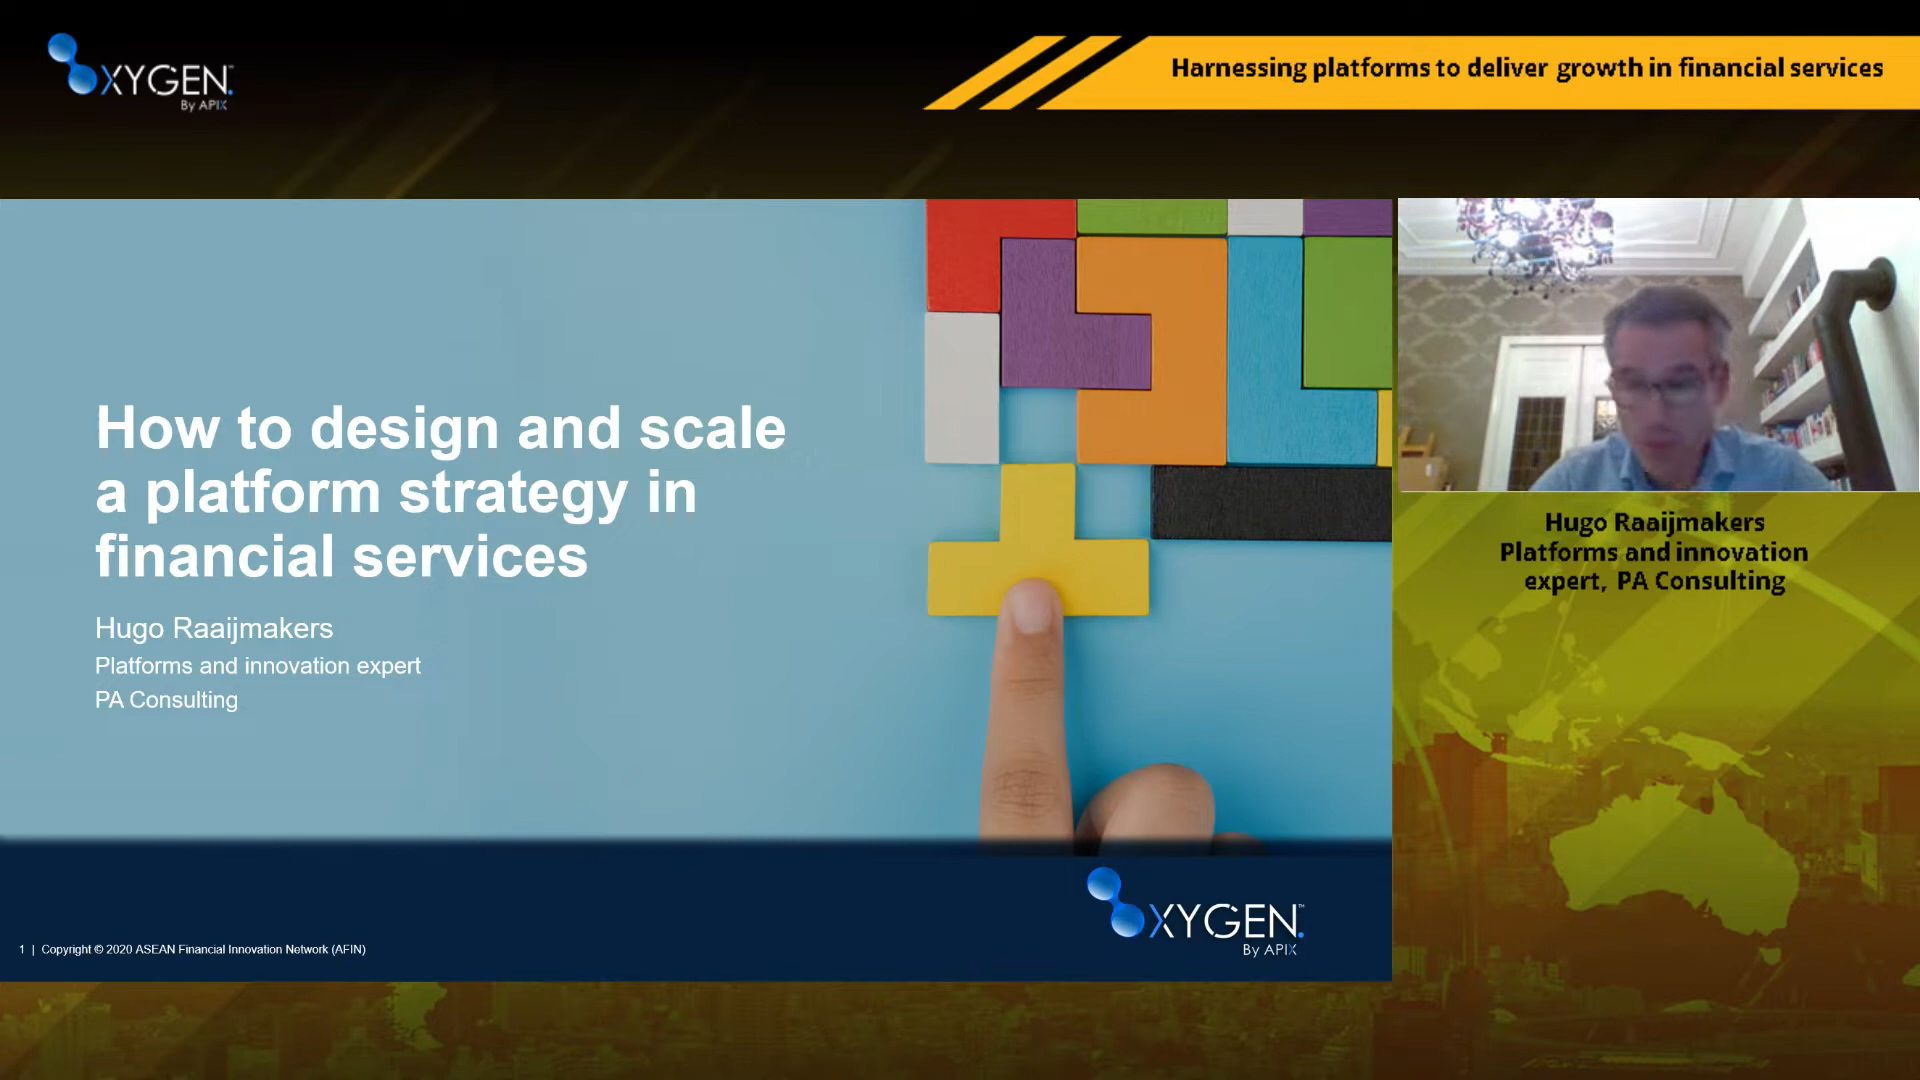 OXYGEN™
By APIX
Harnessing platforms to deliver growth in financial services
How to design and scale
a platform strategy in
financial services
Hugo Raaijmakers
Platforms and innovation expert
PA Consulting
Hugo Raaijmakers
Platforms and innovation
expert, PA Consulting
OXYGEN™
By APIX
1 | Copyright © 2020 ASEAN Financial Innovation Network (AFIN)